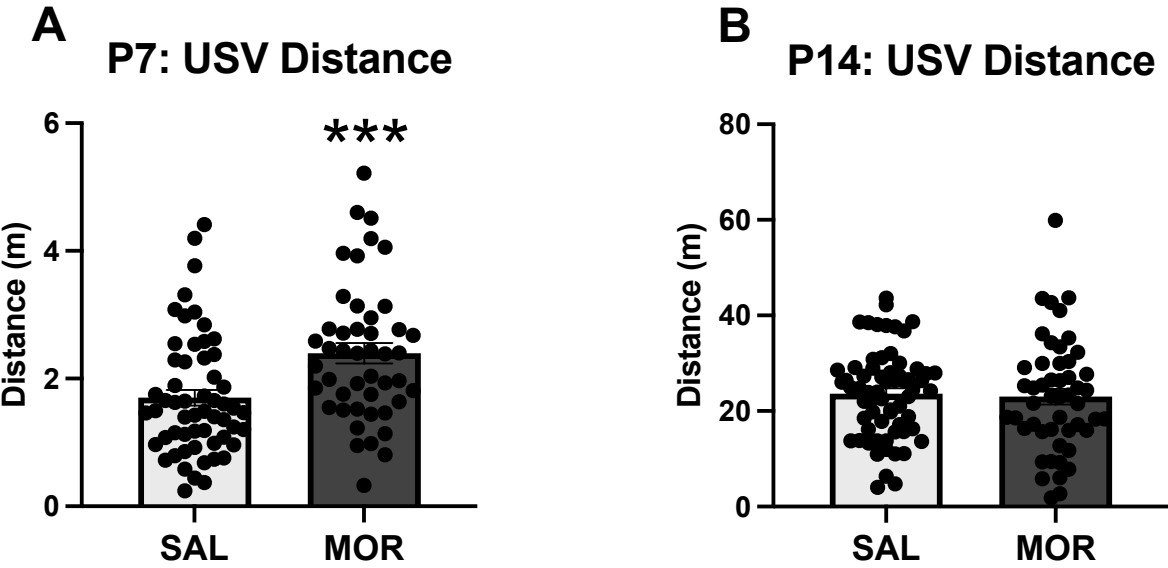 A
P7: USV Distance
Distance (m)
6
4
2
0
***
SAL
MOR
B
P14: USV Distance
Distance (m)
80
60
40
20
0
SAL
MOR